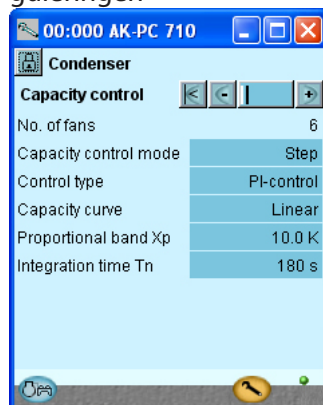 guleringen
00:000 AK-PC 710
Condenser
Capacity control
No. of fans 6
Capacity control mode Step
Control type PI-control
Capacity curve Linear
Proportional band Xp 10.0 K
Integration time Tn 180 s